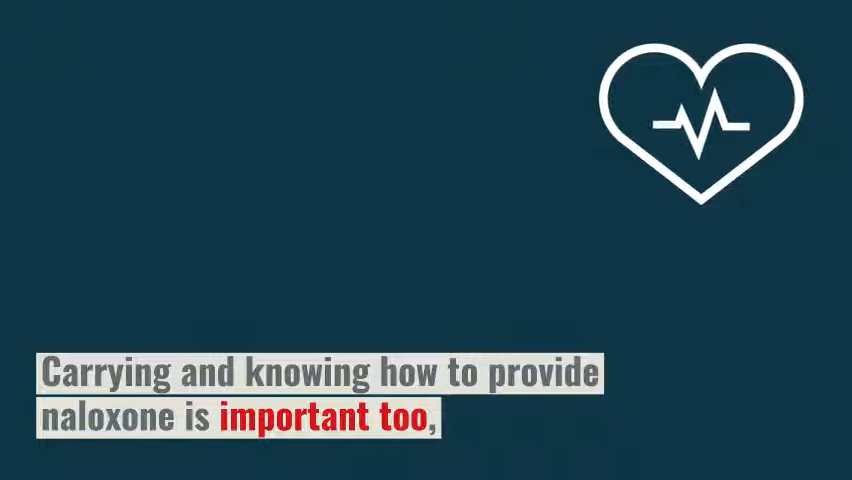 Carrying and knowing how to provide
naloxone is important too,